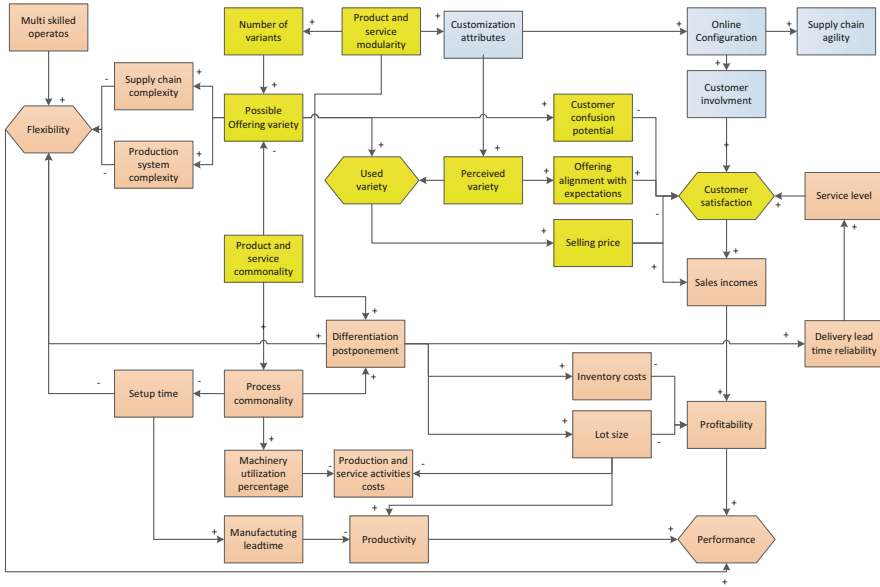 Multi skilled
operatos
Number of
variants
Product and
service
modularity
Customization
attributes
Online
Configuration
Supply chain
agility
Supply chain
complexity
Customer
involvment
Flexibility
Possible
Offering variety
Customer
confusion
potential
Production
system
complexity
Used
variety
Perceived
variety
Offering
alignment with
expectations
Customer
satisfaction
Service level
Product and
service
commonality
Selling price
Sales incomes
Differentiation
postponement
Delivery lead
time reliability
Inventory costs
Setup time
Process
commonality
Lot size
Profitability
Machinery
utilization
percentage
Production and
service activities
costs
Manufactuting
leadtime
Productivity
Performance